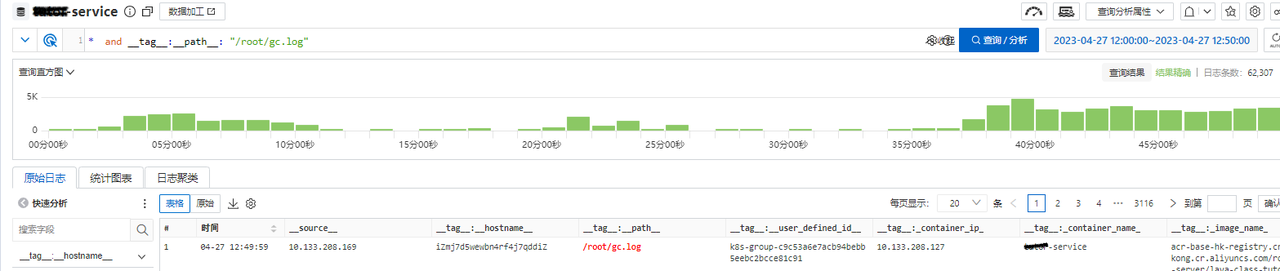 -service 数据加工 查询分析属性
1 * and __tag__:__path__: "/root/gc.log" 查询 / 分析 2023-04-27 12:00:00~2023-04-27 12:50:00
查询直方图 查询结果 结果精确 日志条数: 62,307
5K
0
00分00秒 05分00秒 10分00秒 15分00秒 20分00秒 25分00秒 30分00秒 35分00秒 40分00秒 45分00秒
原始日志 统计图表 日志聚类
快速分析 表格 原始 每页显示: 20 条 1 2 3 4 ··· 3116 到第 页 确认
搜索字段 # 时间 __source__ __tag__:__hostname__ __tag__:__path__ __tag__:__user_defined_id__ __tag__:_container_ip_ __tag__:_container_name_ __tag__:_image_name_
__tag__:__hostname__ 1 04-27 12:49:59 10.133.208.169 iZmj7d5wewbn4rf4j7qddiZ /root/gc.log k8s-group-c9c53a6e7acb94bebb 10.133.208.127 -service acr-base-hk-registry.c
5eebc2bcce81c91 kong.cr.aliyuncs.com/
-server/java-class-tut